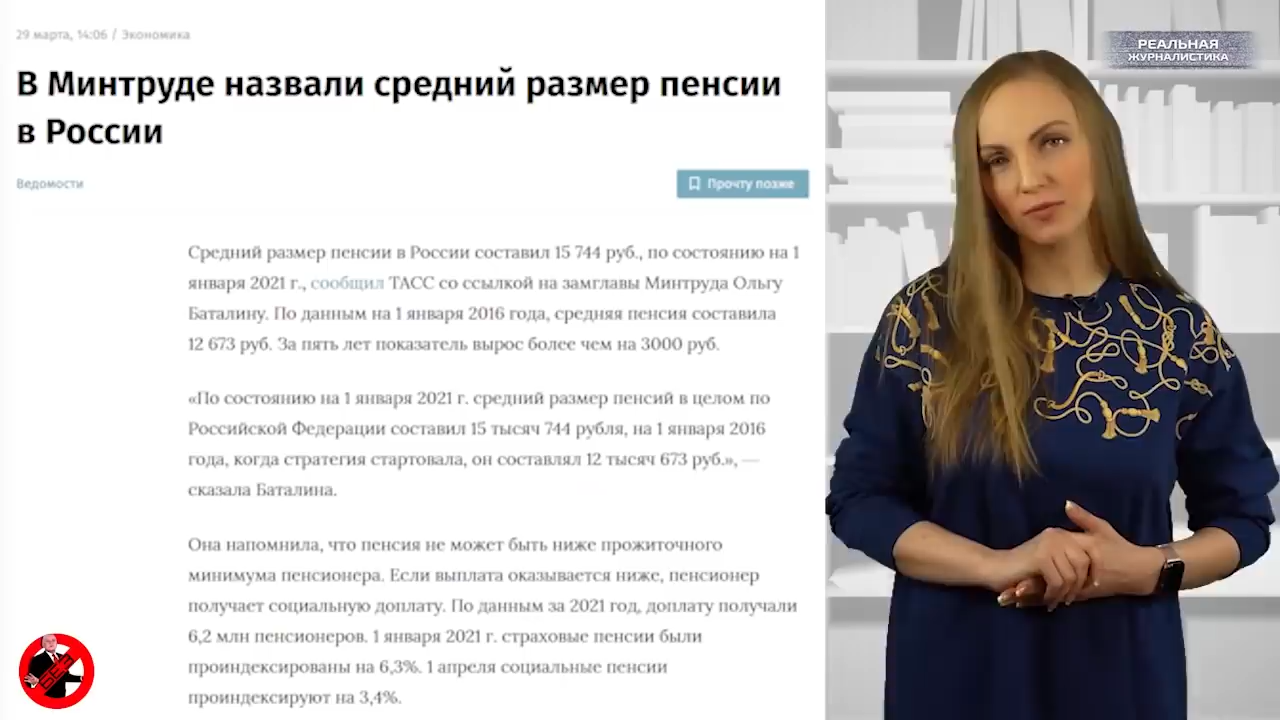 29 марта, 14:06 / Экономика
В Минтруде назвали средний размер пенсии
в России
Ведомости
Прочту позже
Средний размер пенсии в России составил 15 744 руб., по состоянию на 1
января 2021 г., сообщил ТАСС со ссылкой на замглавы Минтруда Ольгу
Баталину. По данным на 1 января 2016 года, средняя пенсия составила
12 673 руб. За пять лет показатель вырос более чем на 3000 руб.
«По состоянию на 1 января 2021 г. средний размер пенсий в целом по
Российской Федерации составил 15 тысяч 744 рубля, на 1 января 2016
года, когда стратегия стартовала, он составлял 12 тысяч 673 руб.», —
сказала Баталина.
Она напомнила, что пенсия не может быть ниже прожиточного
минимума пенсионера. Если выплата оказывается ниже, пенсионер
получает социальную доплату. По данным за 2021 год, доплату получали
6,2 млн пенсионеров. 1 января 2021 г. страховые пенсии были
проиндексированы на 6,3%. 1 апреля социальные пенсии
проиндексируют на 3,4%.
РЕАЛЬНАЯ
ЖУРНАЛИСТИКА